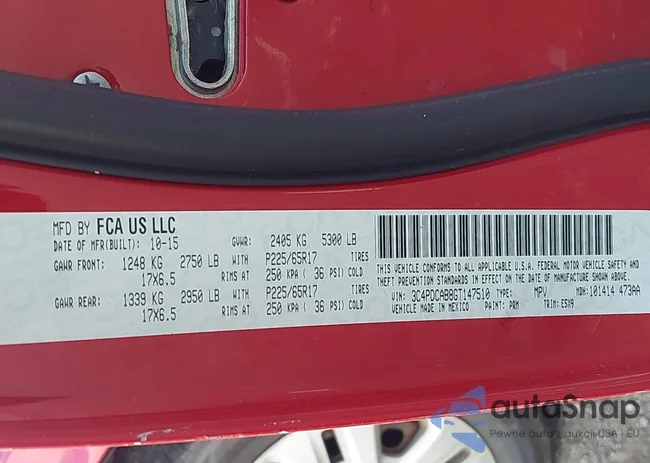 MFD BY FCA US LLC
DATE OF MFR(BUILT): 10-15 GVWR: 2405 KG 5300 LB
GAWR FRONT: 1248 KG 2750 LB WITH P225/65R17 TIRES
17X6.5 RIMS AT 250 KPA ( 36 PSI) COLD
GAWR REAR: 1339 KG 2950 LB WITH P225/65R17 TIRES
17X6.5 RIMS AT 250 KPA ( 36 PSI) COLD
THIS VEHICLE CONFORMS TO ALL APPLICABLE U.S.A. FEDERAL MOTOR VEHICLE SAFETY AND
THEFT PREVENTION STANDARDS IN EFFECT ON THE DATE OF MANUFACTURE SHOWN ABOVE.
VIN: 3C4PDCAB8GT147510 TYPE: MPV MDH: 101414 473AA
VEHICLE MADE IN MEXICO PAINT: PRM TRIM: E5X9
autoSnap
Pewne auta z aukcji USA i EU